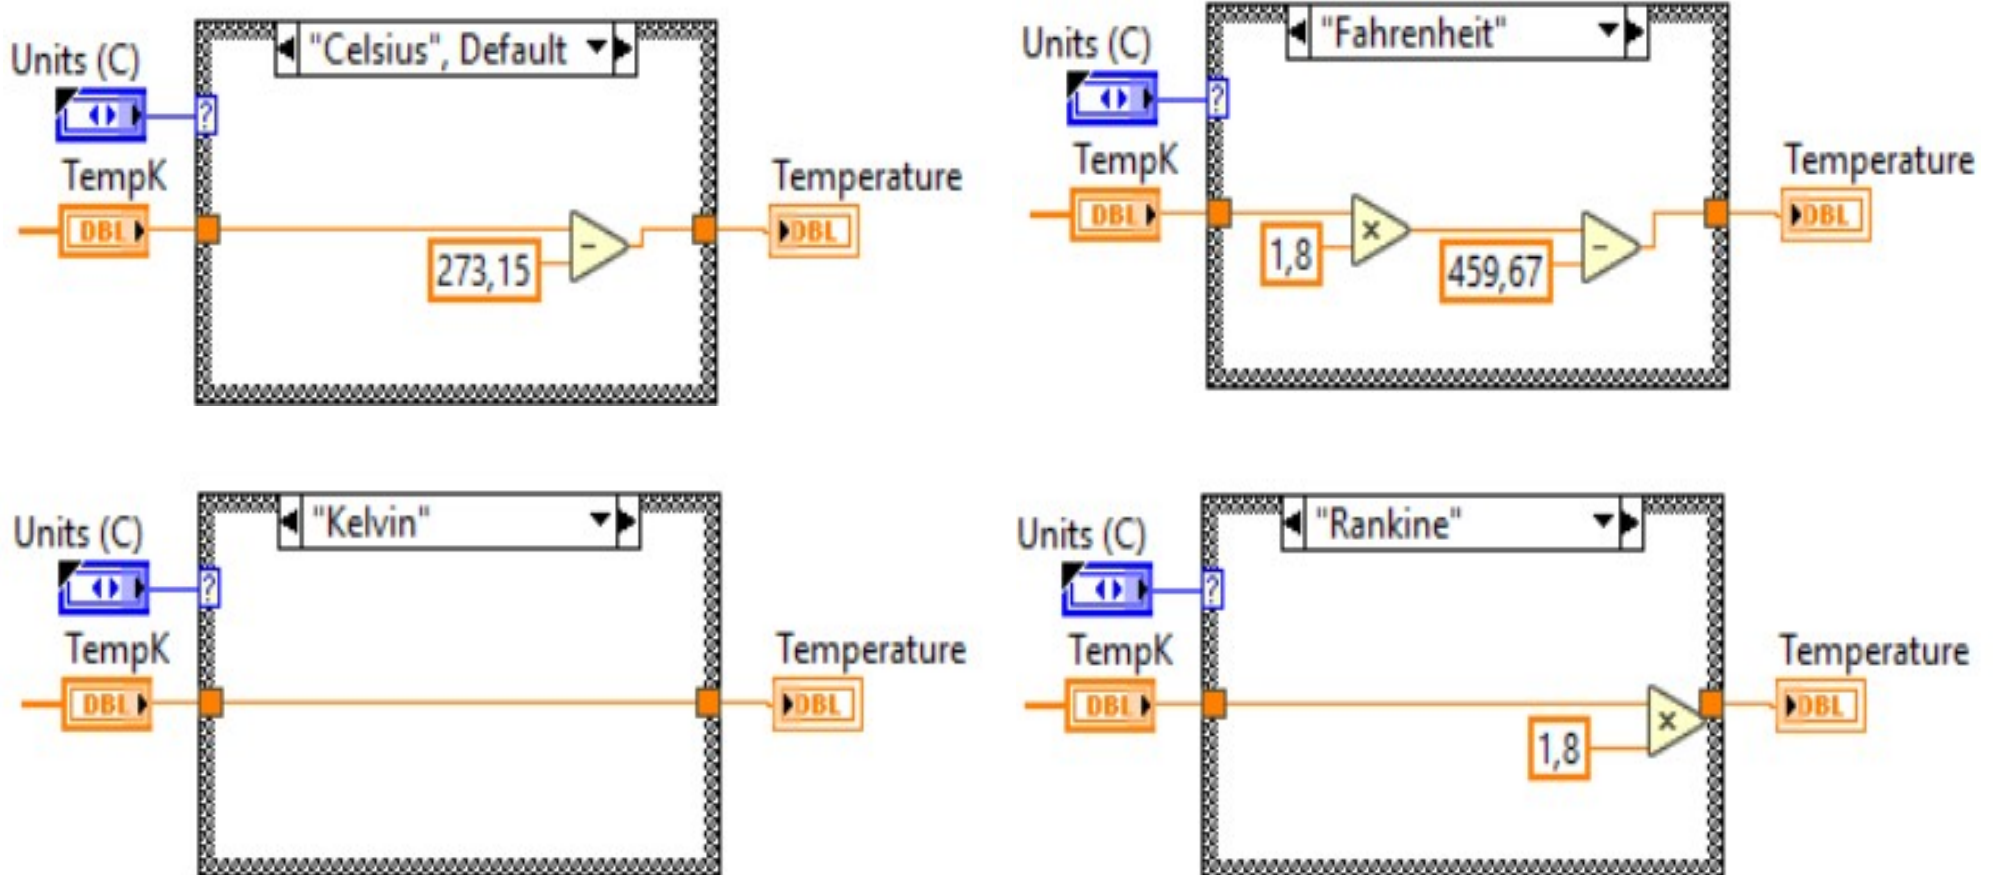 "Celsius", Default
Units (C)
?
TempK
DBL
273,15
-
Temperature
DBL
"Fahrenheit"
Units (C)
?
TempK
DBL
1,8
x
459,67
-
Temperature
DBL
"Kelvin"
Units (C)
?
TempK
DBL
Temperature
DBL
"Rankine"
Units (C)
?
TempK
DBL
1,8
x
Temperature
DBL